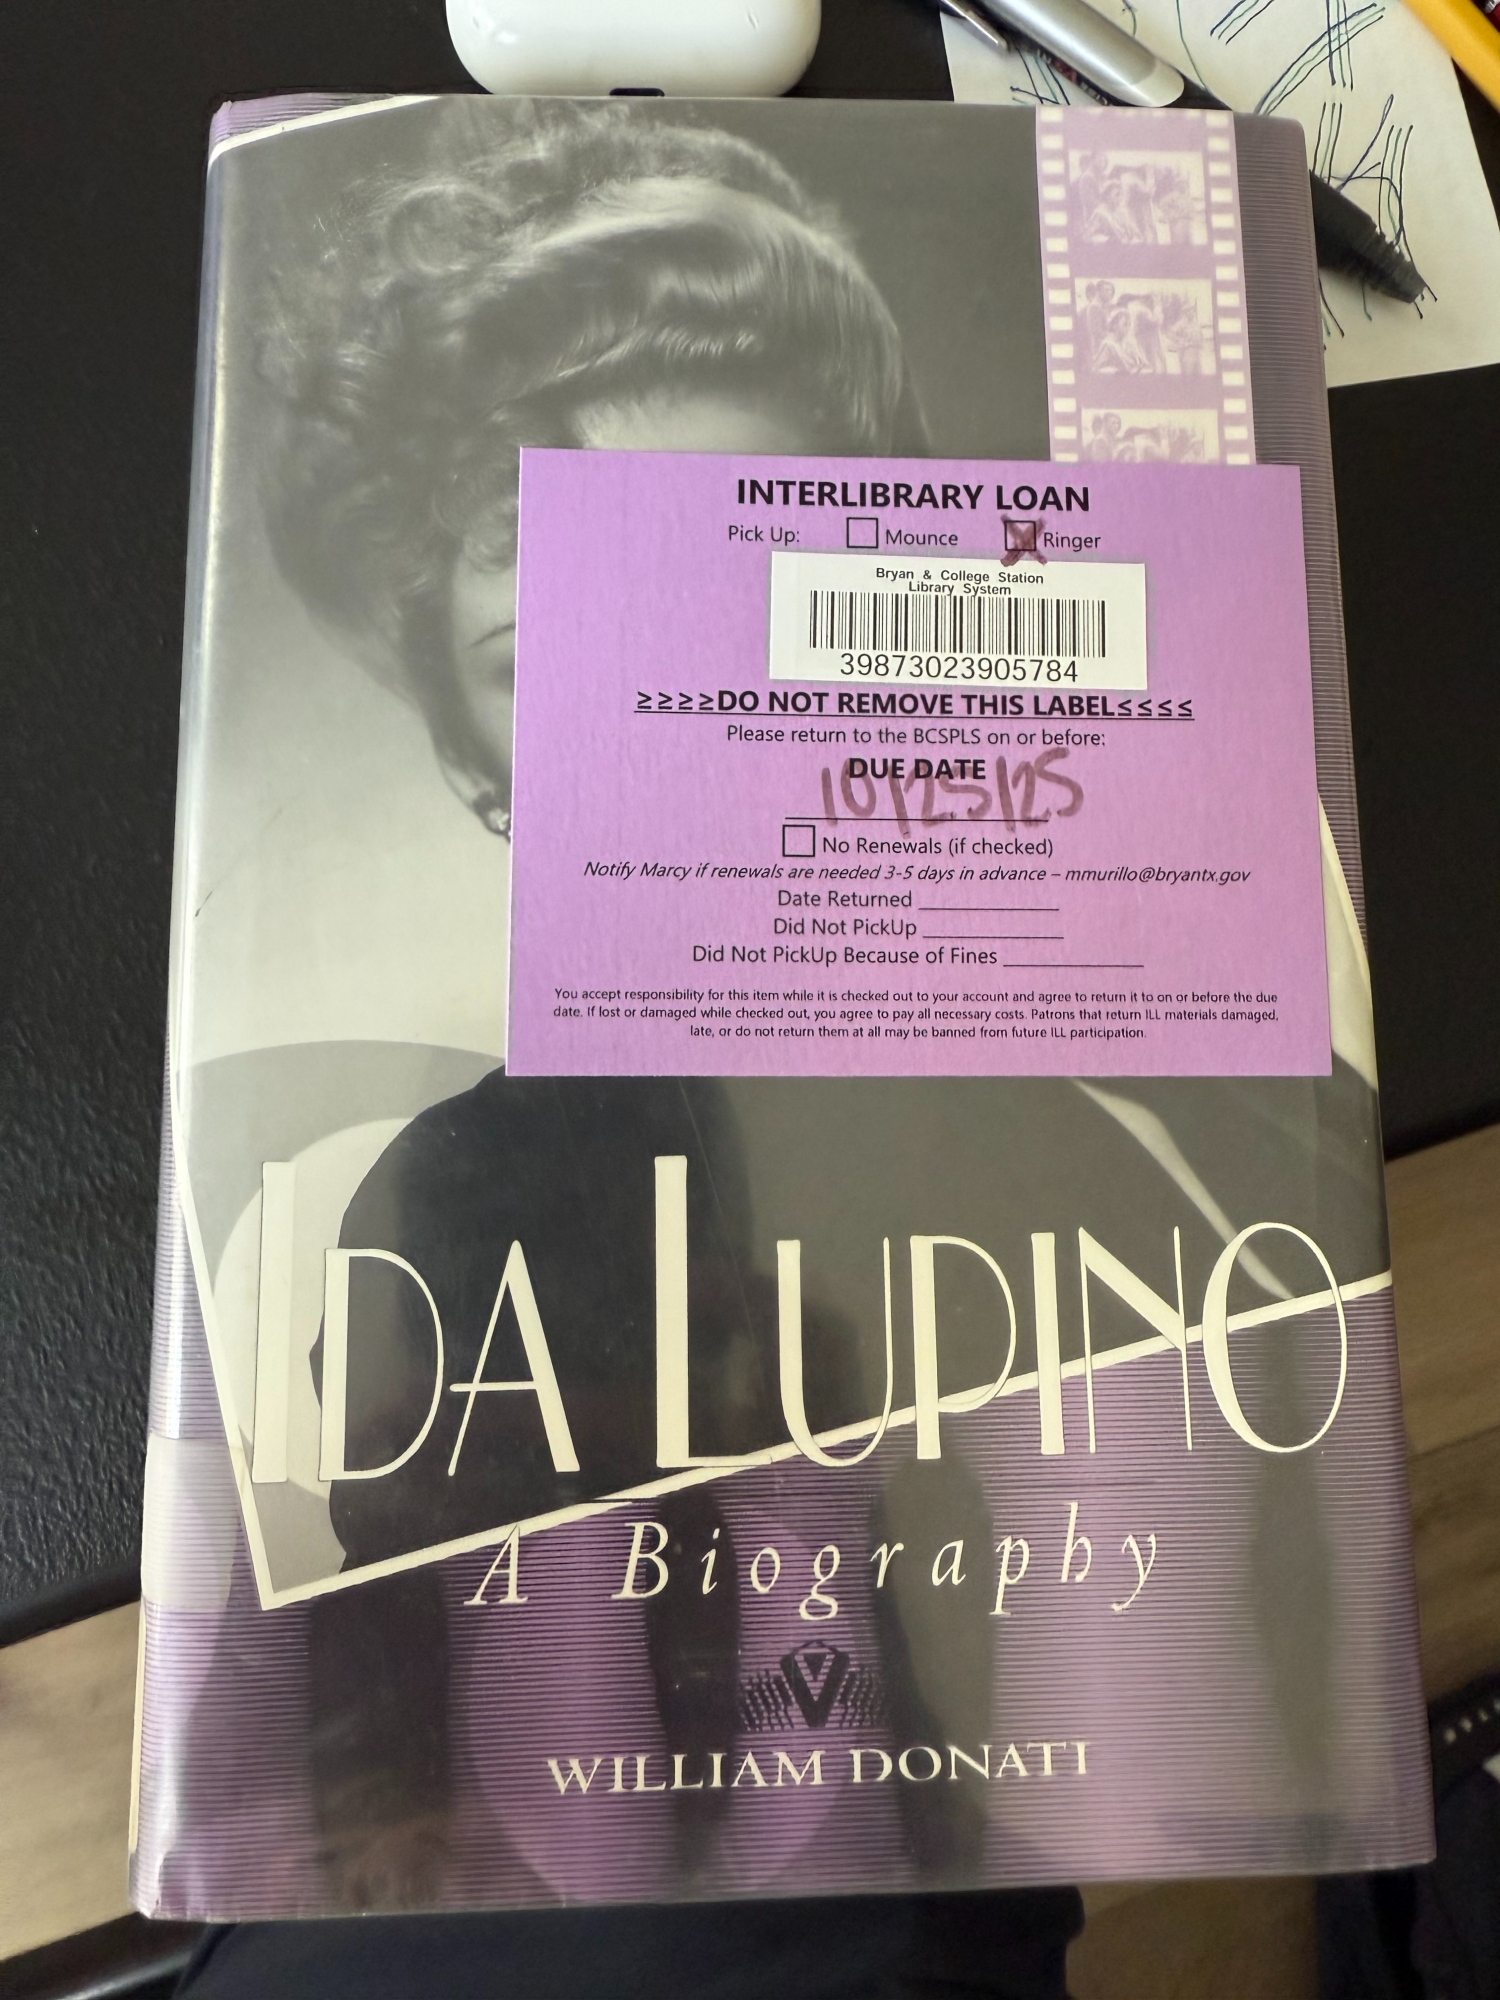 INTERLIBRARY LOAN
Pick Up: Mounce Ringer
Bryan & College Station
Library System
39873023905784
≥≥≥≥DO NOT REMOVE THIS LABEL≤≤≤≤
Please return to the BCSPLS on or before:
DUE DATE
10/25/25
No Renewals (if checked)
Notify Marcy if renewals are needed 3-5 days in advance – mmurillo@bryantx.gov
Date Returned
Did Not PickUp
Did Not PickUp Because of Fines
You accept responsibility for this item while it is checked out to your account and agree to return it to on or before the due
date. If lost or damaged while checked out, you agree to pay all necessary costs. Patrons that return ILL materials damaged,
late, or do not return them at all may be banned from future ILL participation.
IDA LUPINO
A Biography
WILLIAM DONATI